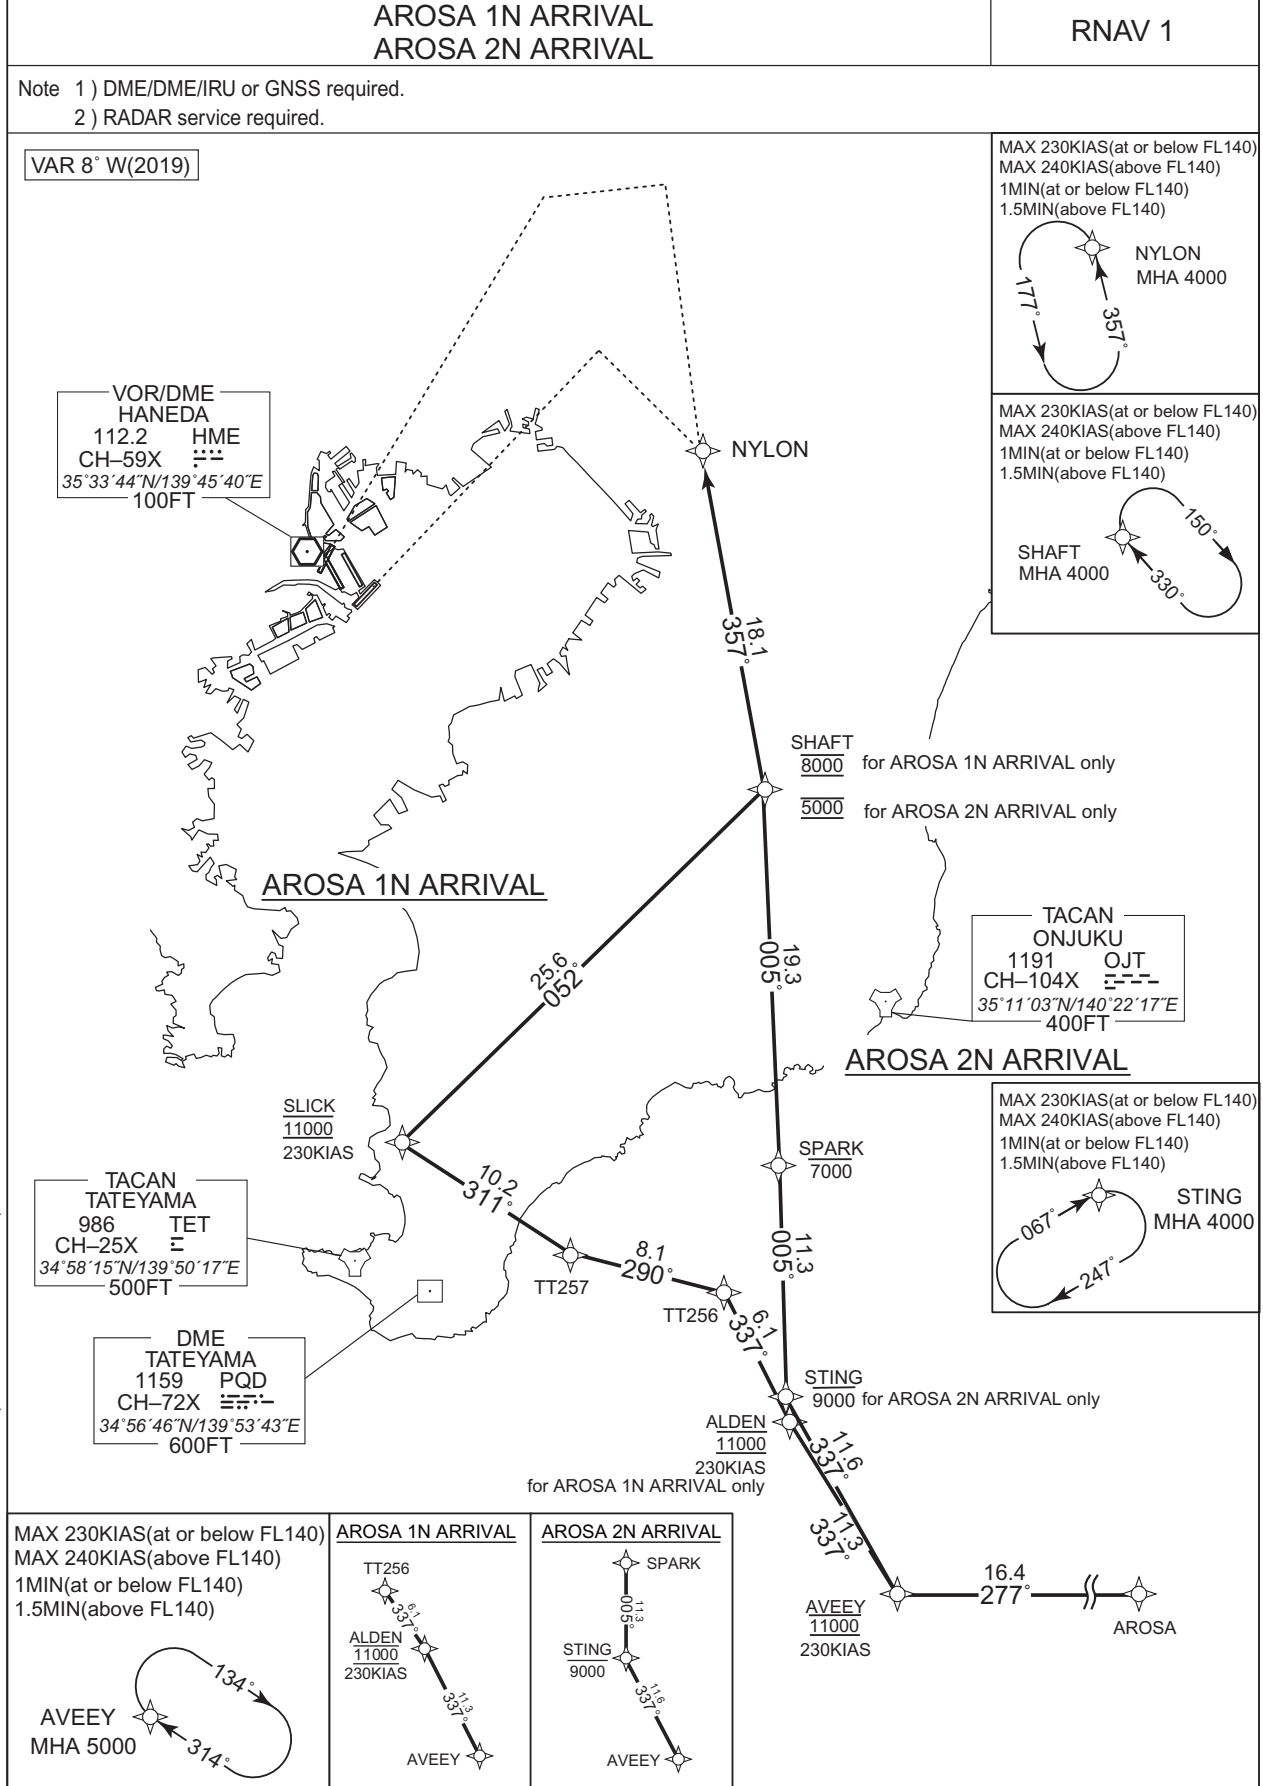 AROSA 1N ARRIVAL
AROSA 2N ARRIVAL
RNAV 1
Note 1 ) DME/DME/IRU or GNSS required.
2 ) RADAR service required.
VAR 8° W(2019)
MAX 230KIAS(at or below FL140)
MAX 240KIAS(above FL140)
1MIN(at or below FL140)
1.5MIN(above FL140)
NYLON
MHA 4000
177°
357°
MAX 230KIAS(at or below FL140)
MAX 240KIAS(above FL140)
1MIN(at or below FL140)
1.5MIN(above FL140)
SHAFT
MHA 4000
150°
330°
VOR/DME
HANEDA
112.2 HME
CH–59X
35°33´44˝N/139°45´40˝E
100FT
NYLON
18.1
357°
SHAFT
8000 for AROSA 1N ARRIVAL only
5000 for AROSA 2N ARRIVAL only
AROSA 1N ARRIVAL
25.6
052°
19.3
005°
TACAN
ONJUKU
1191 OJT
CH–104X
35°11´03˝N/140°22´17˝E
400FT
AROSA 2N ARRIVAL
MAX 230KIAS(at or below FL140)
MAX 240KIAS(above FL140)
1MIN(at or below FL140)
1.5MIN(above FL140)
STING
MHA 4000
067°
247°
SLICK
11000
230KIAS
10.2
311°
SPARK
7000
TACAN
TATEYAMA
986 TET
CH–25X
34°58´15˝N/139°50´17˝E
500FT
TT257
8.1
290°
TT256
11.3
005°
6.1
337°
DME
TATEYAMA
1159 PQD
CH–72X
34°56´46˝N/139°53´43˝E
600FT
STING
9000 for AROSA 2N ARRIVAL only
ALDEN
11000
230KIAS
for AROSA 1N ARRIVAL only
11.6
337°
11.3
337°
AVEEY
11000
230KIAS
16.4
277°
AROSA
MAX 230KIAS(at or below FL140)
MAX 240KIAS(above FL140)
1MIN(at or below FL140)
1.5MIN(above FL140)
AVEEY
MHA 5000
134°
314°
AROSA 1N ARRIVAL
TT256
6.1
337°
ALDEN
11000
230KIAS
11.3
337°
AVEEY
AROSA 2N ARRIVAL
SPARK
11.3
005°
STING
9000
11.6
337°
AVEEY